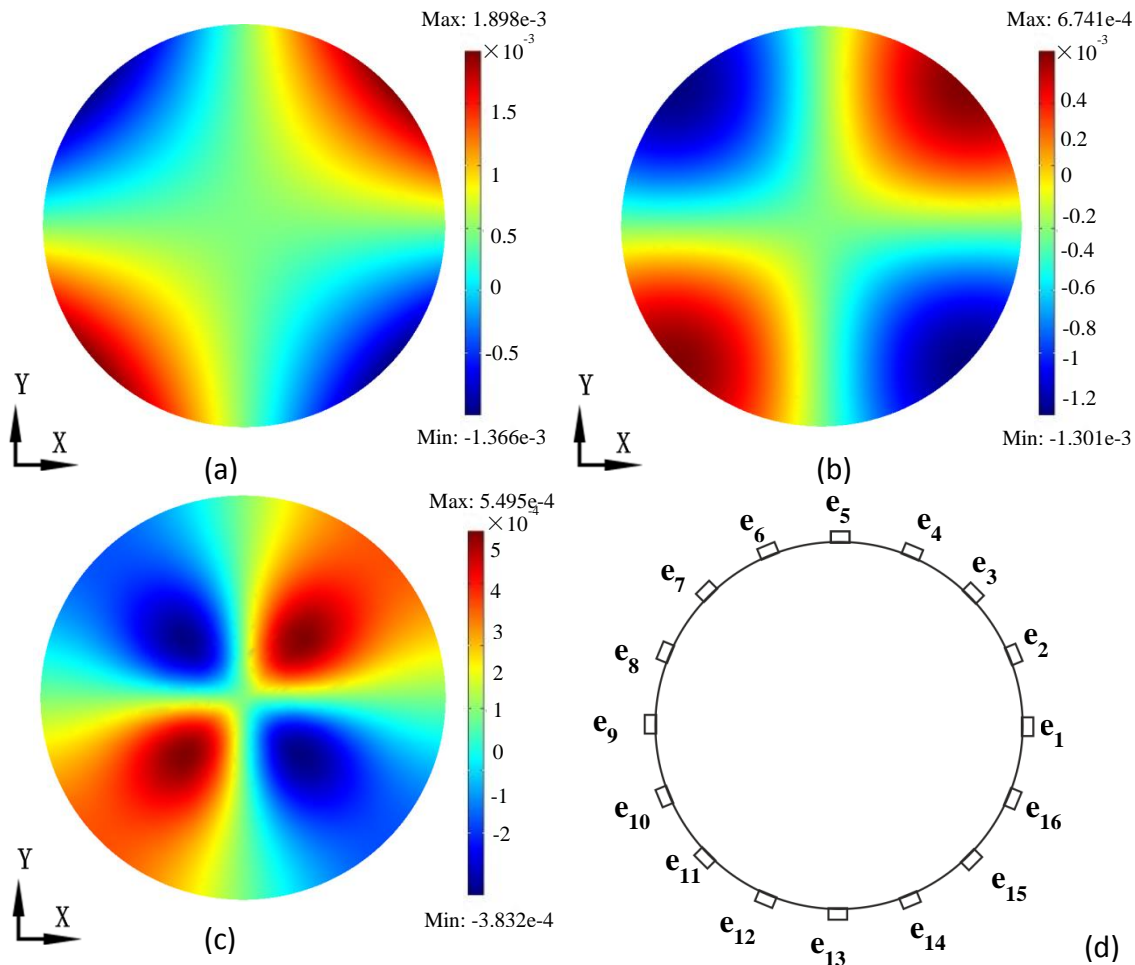 Max: 1.898e-3
×10⁻³
1.5
1
0.5
0
-0.5
Min: -1.366e-3
Y
X
(a)
Max: 6.741e-4
×10⁻³
0.4
0.2
0
-0.2
-0.4
-0.6
-0.8
-1
-1.2
Min: -1.301e-3
Y
X
(b)
Max: 5.495e-4
×10⁻⁴
5
4
3
2
1
0
-1
-2
Min: -3.832e-4
Y
X
(c)
e₅
e₆
e₄
e₇
e₃
e₈
e₂
e₉
e₁
e₁₀
e₁₆
e₁₁
e₁₅
e₁₂
e₁₄
e₁₃
(d)